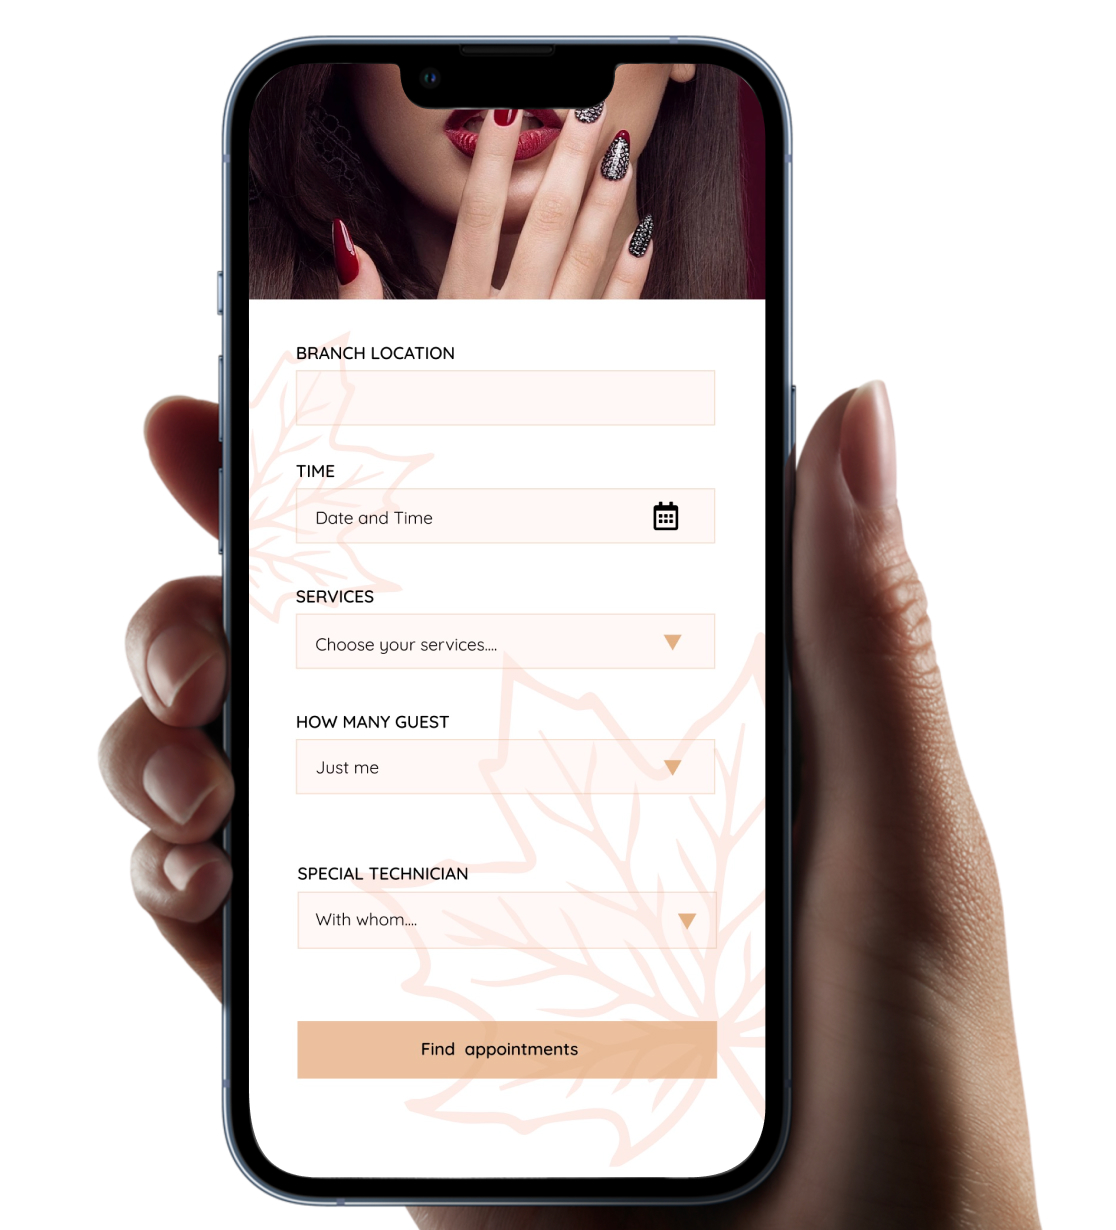 BRANCH LOCATION
TIME
Date and Time
SERVICES
Choose your services....
HOW MANY GUEST
Just me
SPECIAL TECHNICIAN
With whom....
Find appointments